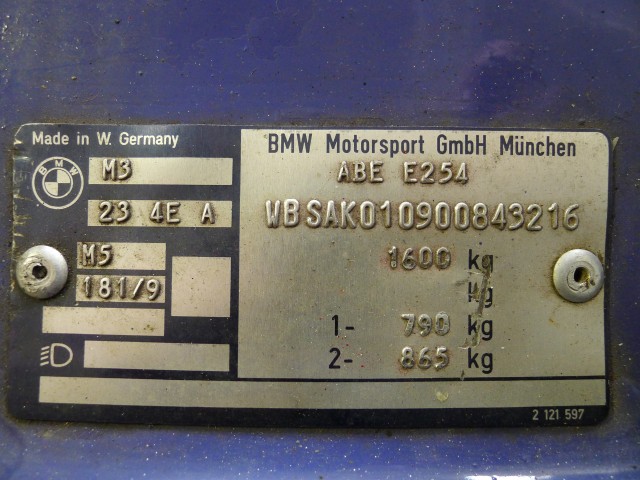 Made in W. Germany
BMW
M3
23 4E A
M5
181/9
BMW Motorsport GmbH München
ABE E254
WBSAK010900843216
1600 kg
kg
1- 790 kg
2- 865 kg
2 121 597